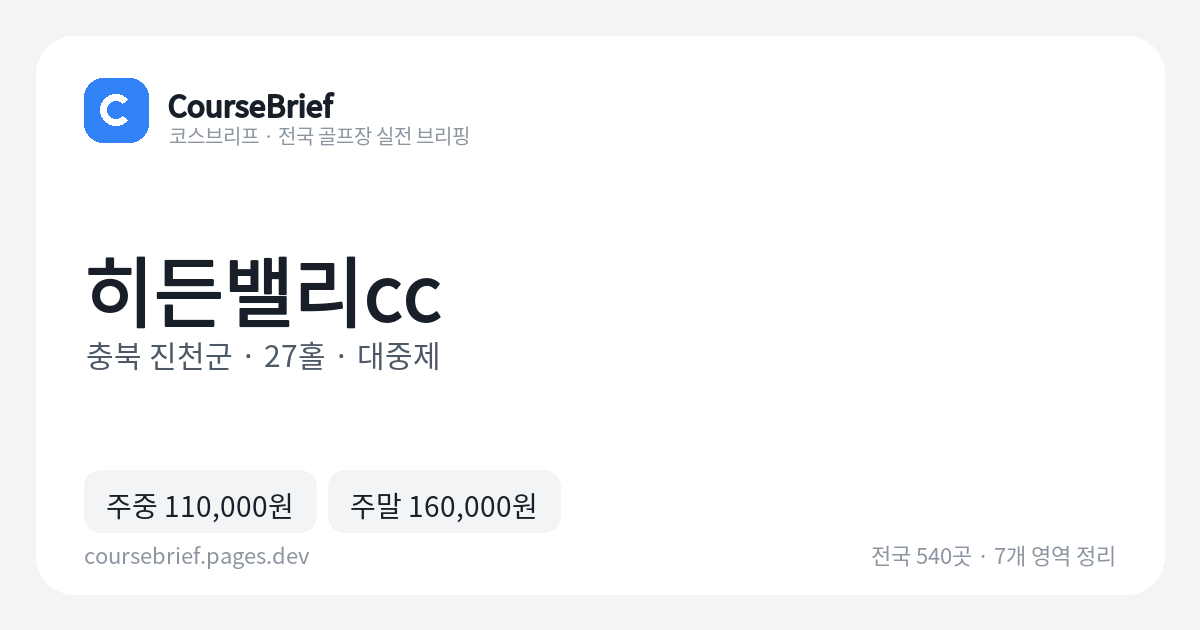 C
CourseBrief
코스브리프 · 전국 골프장 실전 브리핑
히든밸리cc
충북 진천군 · 27홀 · 대중제
주중 110,000원
주말 160,000원
coursebrief.pages.dev
전국 540곳 · 7개 영역 정리